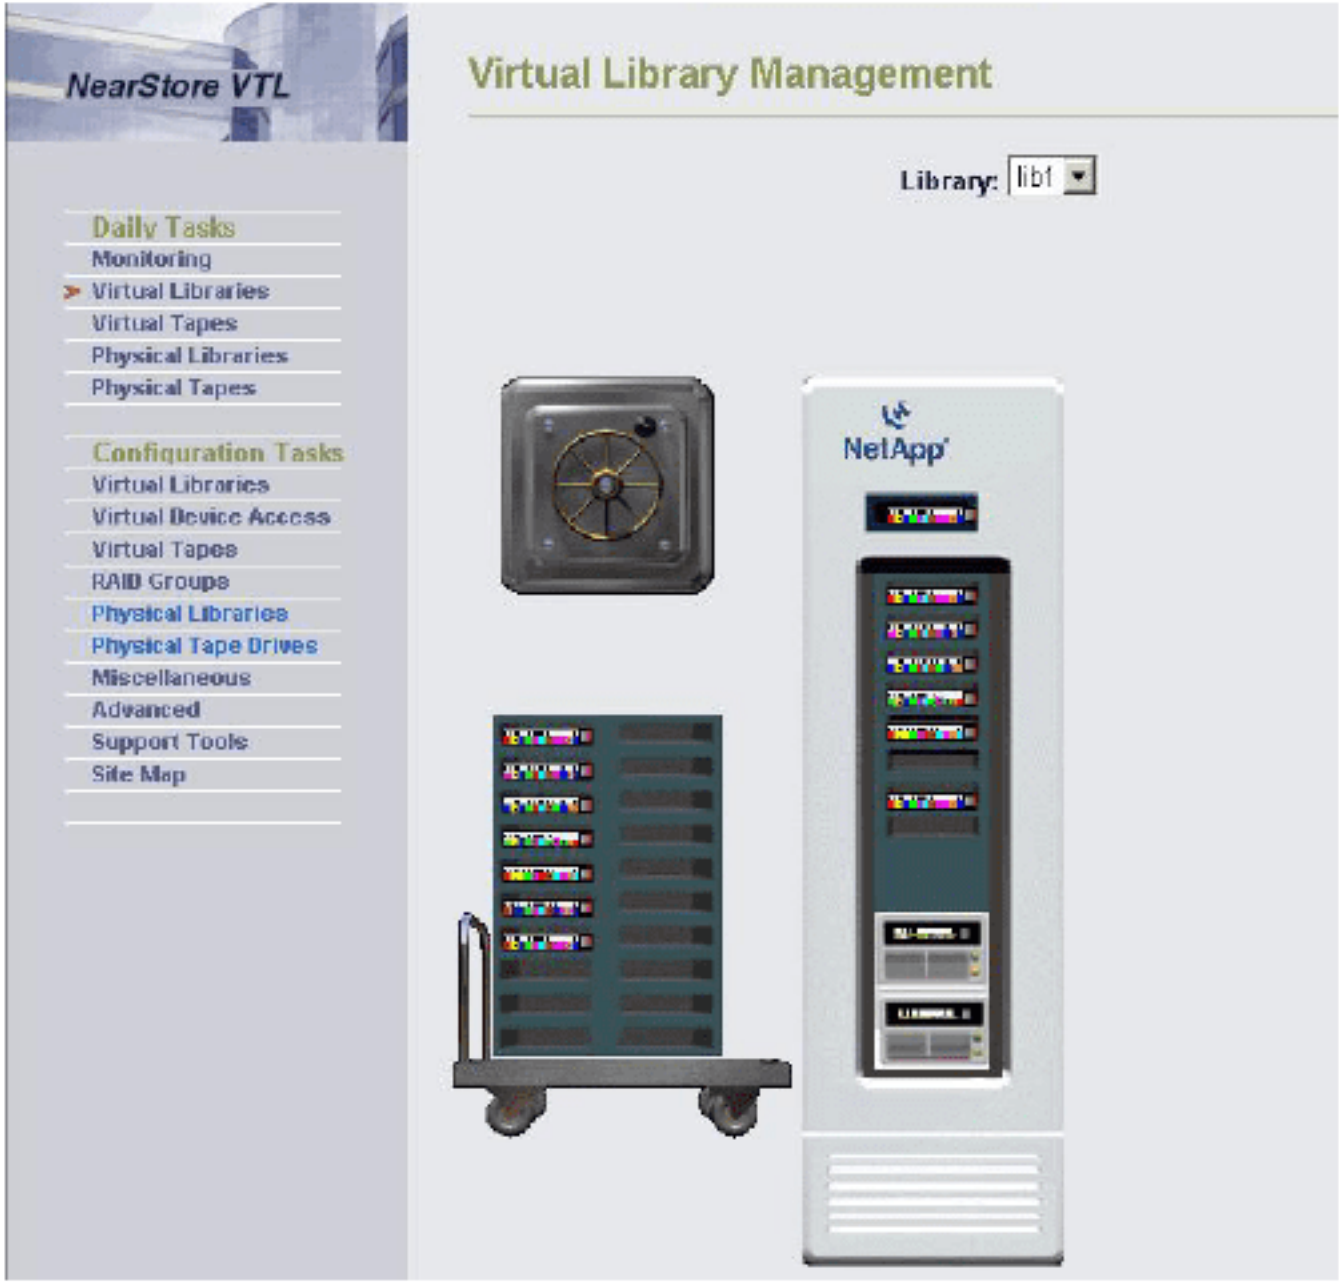 NearStore VTL
Virtual Library Management
Library:
Daily Tasks
Monitoring
Virtual Libraries
Virtual Tapes
Physical Libraries
Physical Tapes
Configuration Tasks
Virtual Libraries
Virtual Device Access
Virtual Tapes
RAID Groups
Physical Libraries
Physical Tape Drives
Miscellaneous
Advanced
Support Tools
Site Map
NetApp